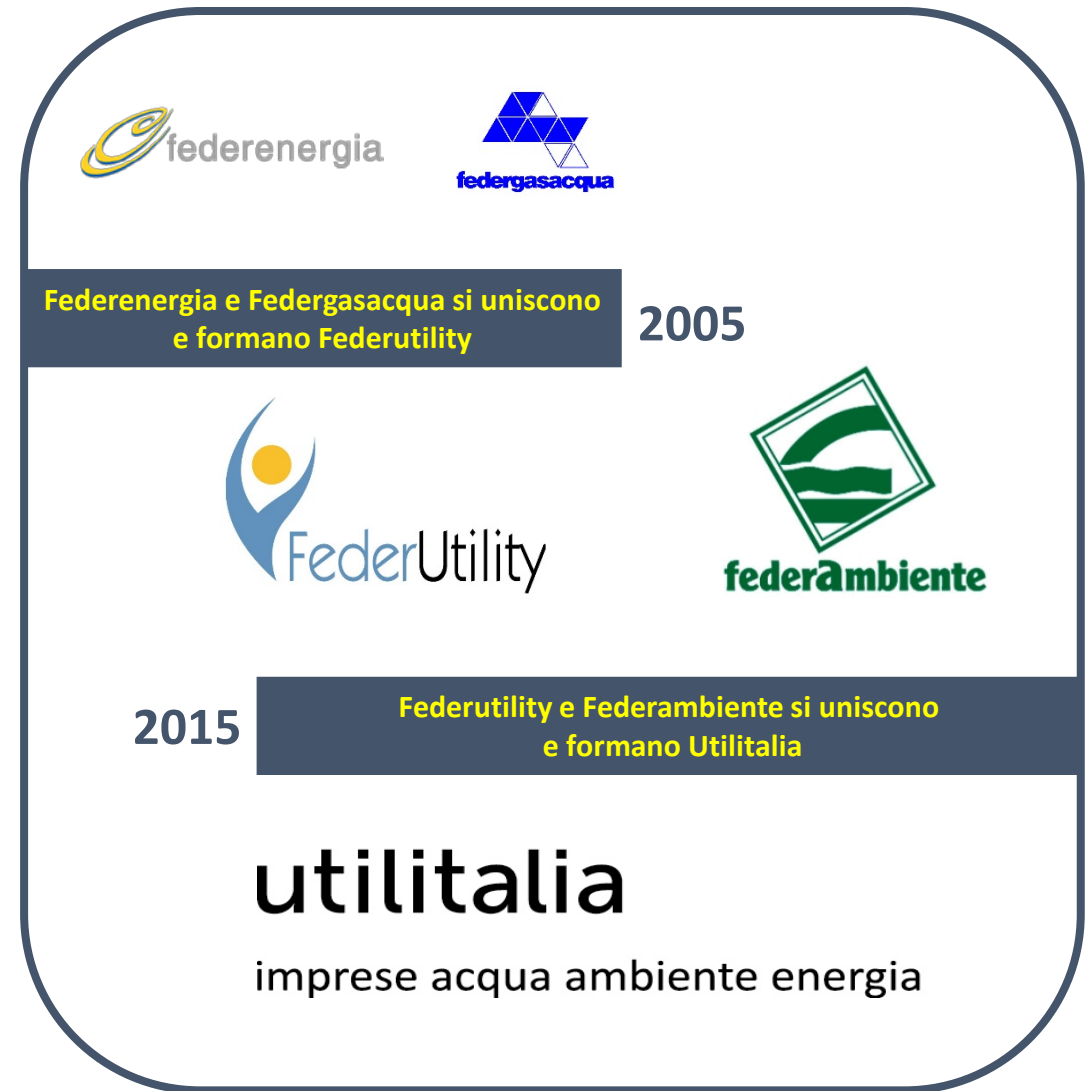 federenergia
federgasacqua
Federenergia e Federgasacqua si uniscono
e formano Federutility
2005
FederUtility
federambiente
2015
Federutility e Federambiente si uniscono
e formano Utilitalia
utilitalia
imprese acqua ambiente energia